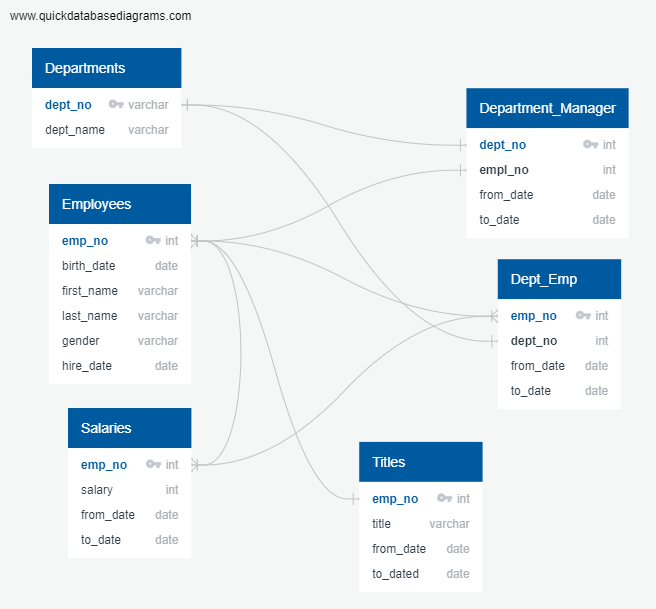 www.quickdatabasediagrams.com
Departments
dept_no varchar
dept_name varchar
Department_Manager
dept_no int
empl_no int
from_date date
to_date date
Employees
emp_no int
birth_date date
first_name varchar
last_name varchar
gender varchar
hire_date date
Dept_Emp
emp_no int
dept_no int
from_date date
to_date date
Salaries
emp_no int
salary int
from_date date
to_date date
Titles
emp_no int
title varchar
from_date date
to_dated date